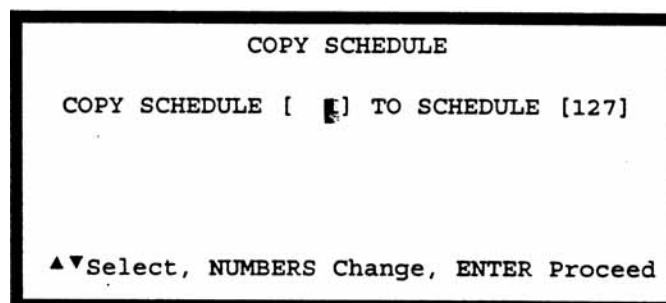 COPY SCHEDULE
COPY SCHEDULE [ ] TO SCHEDULE [127]
▲▼Select, NUMBERS Change, ENTER Proceed